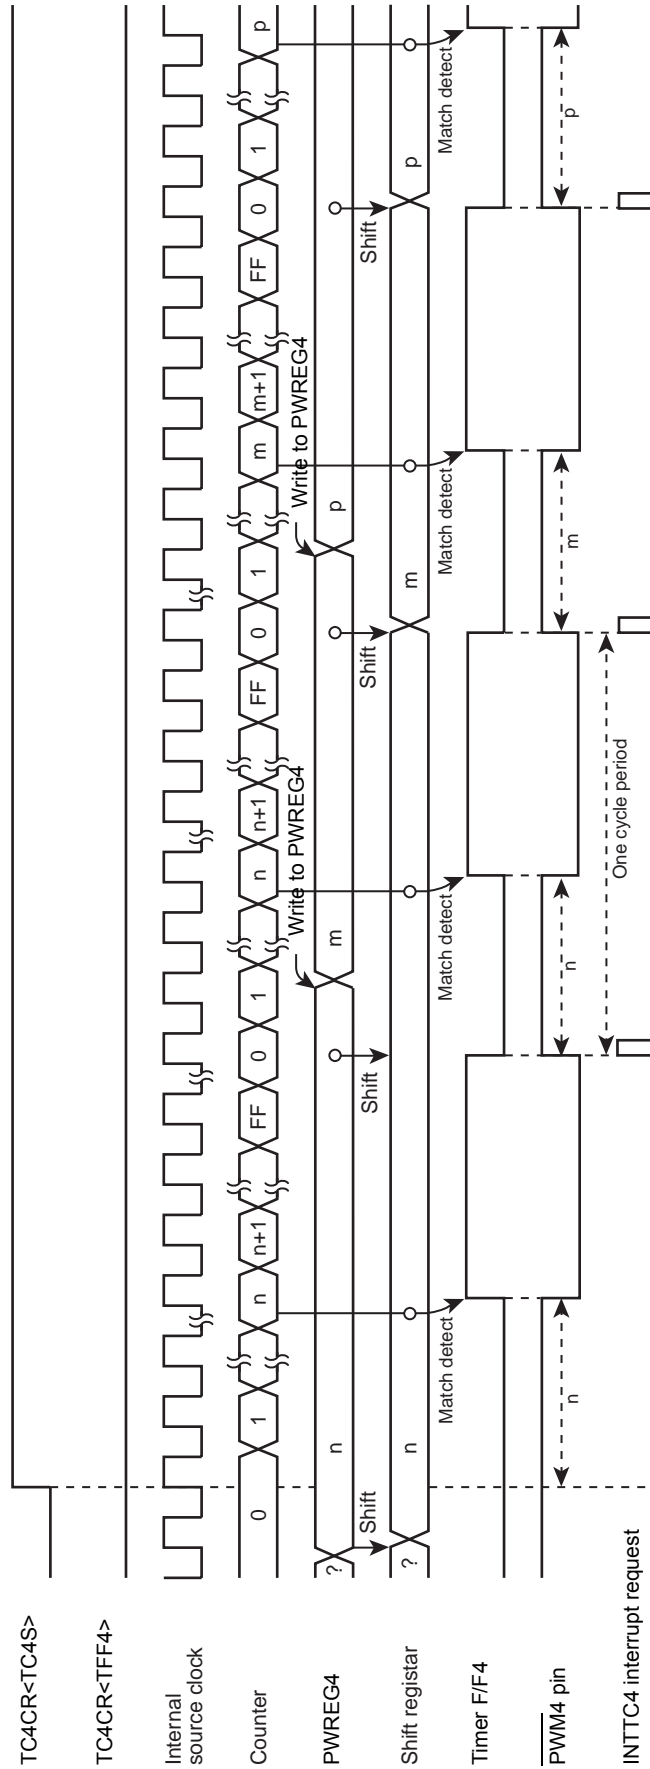 TC4CR<TC4S>
TC4CR<TFF4>
Internal
source clock
Counter 0 1 n n+1 FF 0 1 n n+1 FF 0 1 m m+1 FF 0 1 p
Write to PWREG4 Write to PWREG4
PWREG4 ? n m p
Shift Shift Shift Shift
Shift registar ? n m p
Match detect Match detect Match detect Match detect
Timer F/F4
PWM4 pin n n m p
One cycle period
INTTC4 interrupt request